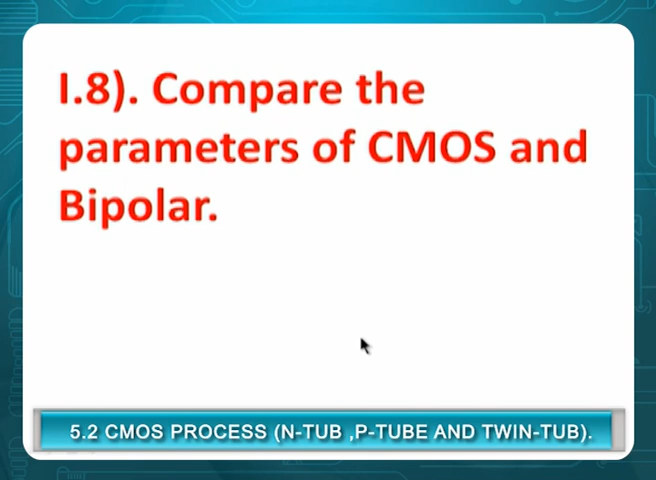 I.8). Compare the
parameters of CMOS and
Bipolar.
5.2 CMOS PROCESS (N-TUB ,P-TUBE AND TWIN-TUB).